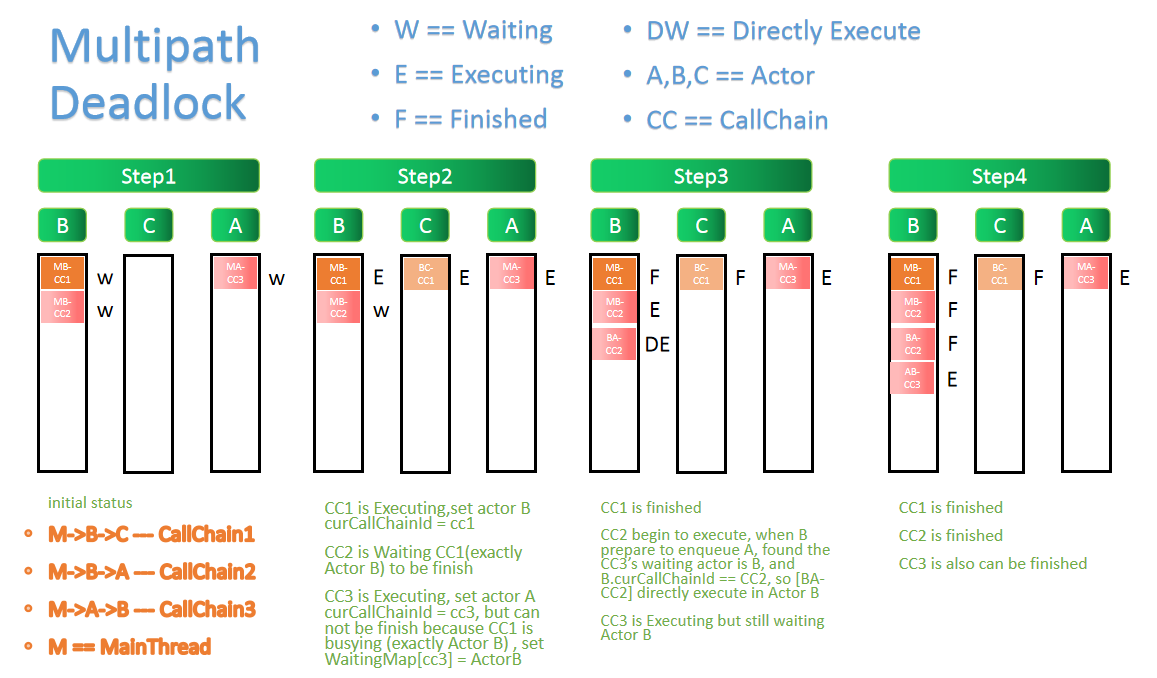 Multipath
Deadlock
• W == Waiting
• E == Executing
• F == Finished
• DW == Directly Execute
• A,B,C == Actor
• CC == CallChain
Step1
B
C
A
MB-
CC1
W
MB-
CC2
W
MA-
CC3
W
initial status
• M->B->C --- CallChain1
• M->B->A --- CallChain2
• M->A->B --- CallChain3
• M == MainThread
Step2
B
C
A
MB-
CC1
E
MB-
CC2
W
BC-
CC1
E
MA-
CC3
E
CC1 is Executing,set actor B
curCallChainId = cc1
CC2 is Waiting CC1(exactly
Actor B) to be finish
CC3 is Executing, set actor A
curCallChainId = cc3, but can
not be finish because CC1 is
busying (exactly Actor B) , set
WaitingMap[cc3] = ActorB
Step3
B
C
A
MB-
CC1
F
MB-
CC2
E
BA-
CC2
DE
BC-
CC1
F
MA-
CC3
E
CC1 is finished
CC2 begin to execute, when B
prepare to enqueue A, found the
CC3's waiting actor is B, and
B.curCallChainId == CC2, so [BA-
CC2] directly execute in Actor B
CC3 is Executing but still waiting
Actor B
Step4
B
C
A
MB-
CC1
F
MB-
CC2
F
BA-
CC2
F
AB-
CC3
E
BC-
CC1
F
MA-
CC3
E
CC1 is finished
CC2 is finished
CC3 is also can be finished